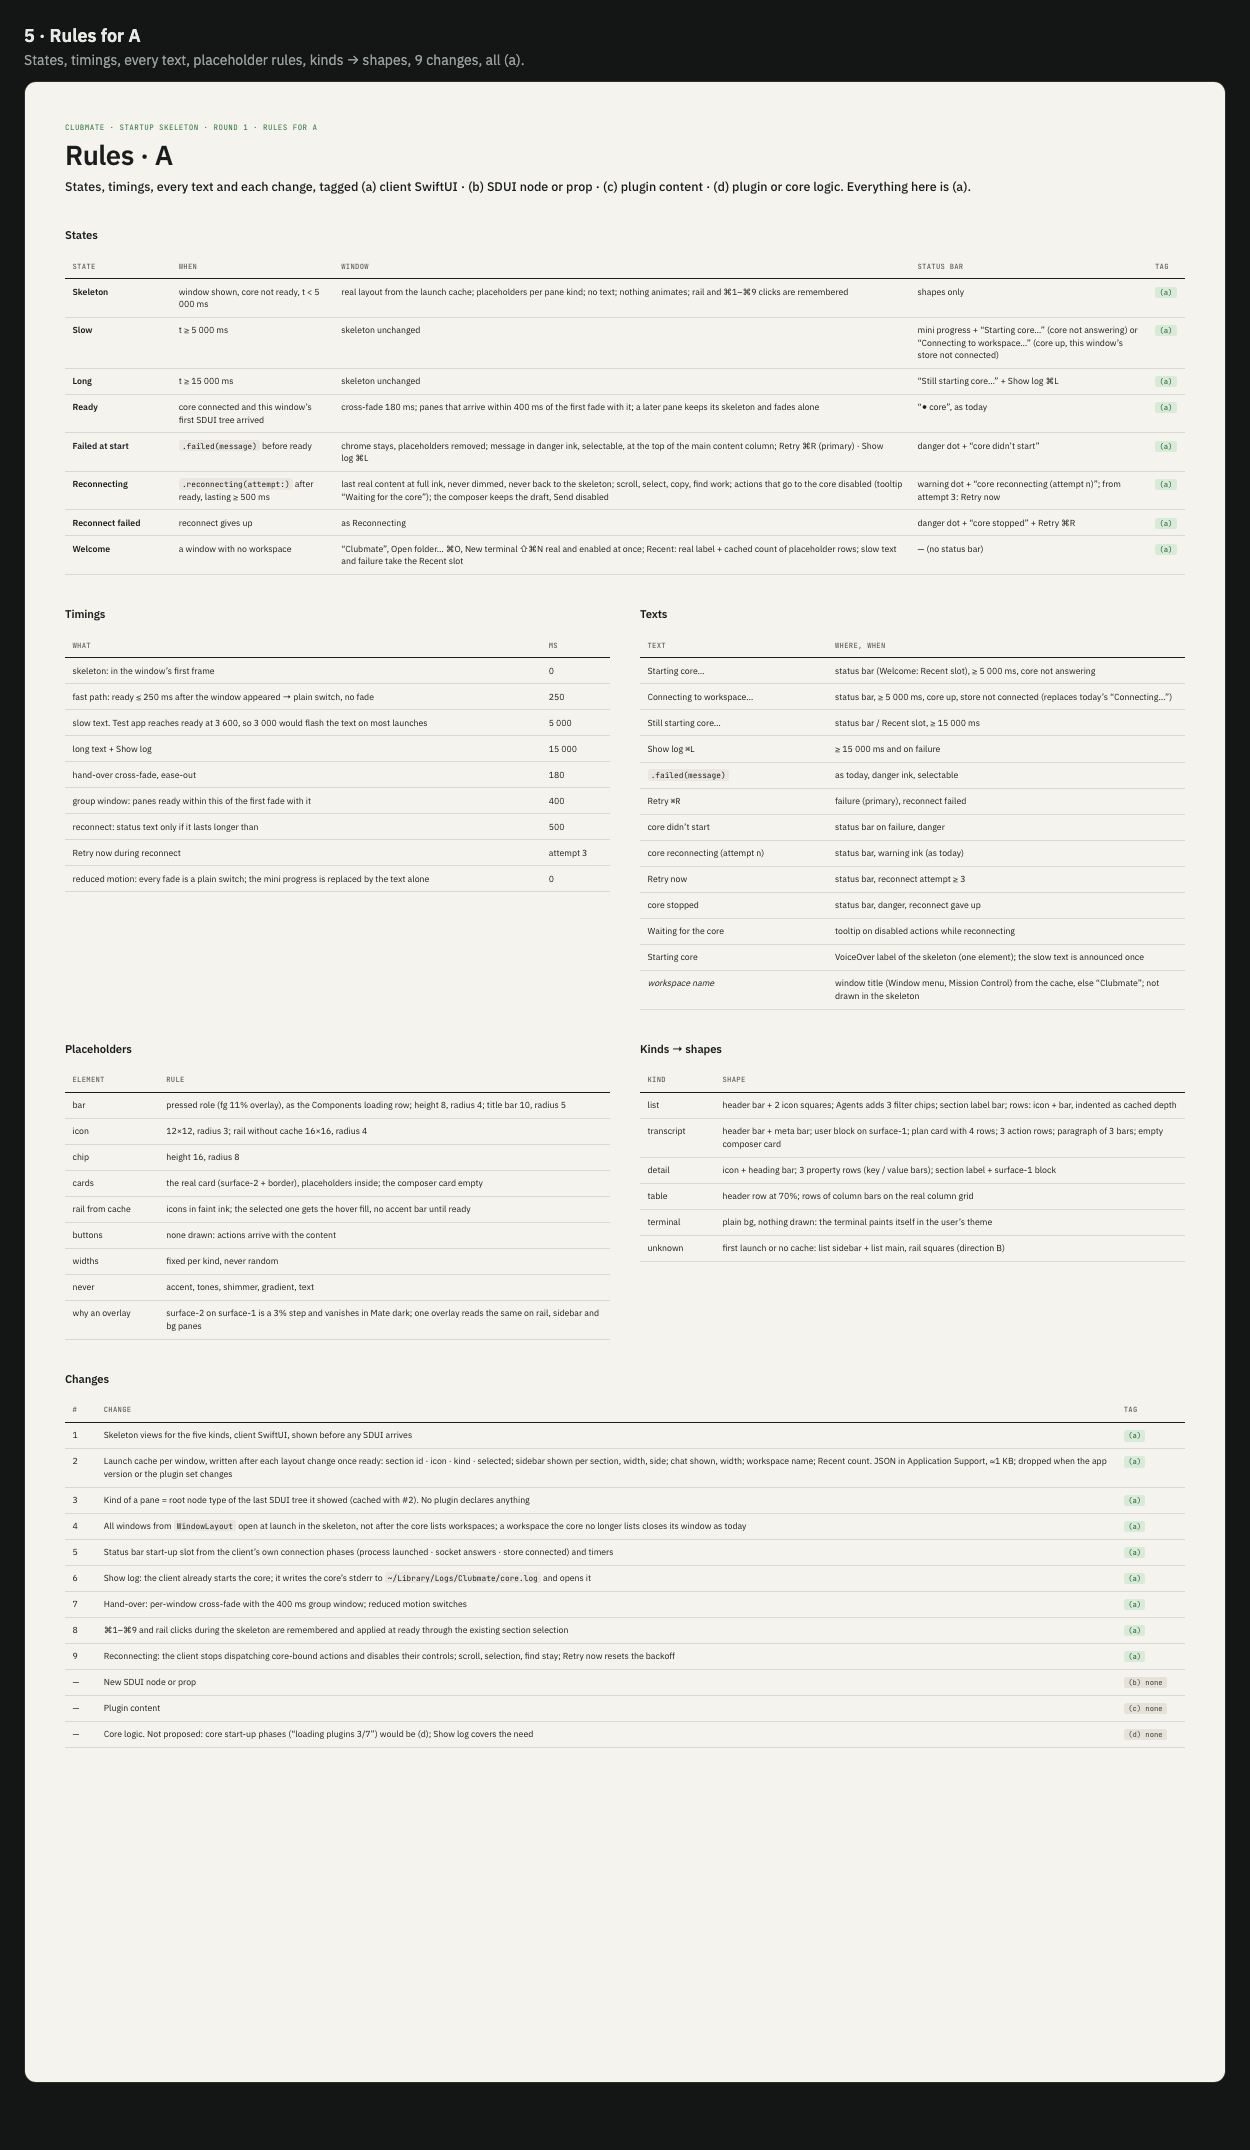 5 · Rules for A
States, timings, every text, placeholder rules, kinds → shapes, 9 changes, all (a).
CLUBMATE · STARTUP SKELETON · ROUND 1 · RULES FOR A
Rules · A
States, timings, every text and each change, tagged (a) client SwiftUI · (b) SDUI node or prop · (c) plugin content · (d) plugin or core logic. Everything here is (a).
States
STATE WHEN WINDOW STATUS BAR TAG
Skeleton window shown, core not ready, t < 5 real layout from the launch cache; placeholders per pane kind; no text; nothing animates; rail and ⌘1–⌘9 clicks are remembered shapes only (a)
000 ms
Slow t ≥ 5 000 ms skeleton unchanged mini progress + “Starting core…” (core not answering) or (a)
“Connecting to workspace…” (core up, this window’s
store not connected)
Long t ≥ 15 000 ms skeleton unchanged “Still starting core…” + Show log ⌘L (a)
Ready core connected and this window’s cross-fade 180 ms; panes that arrive within 400 ms of the first fade with it; a later pane keeps its skeleton and fades alone “● core”, as today (a)
first SDUI tree arrived
Failed at start .failed(message) before ready chrome stays, placeholders removed; message in danger ink, selectable, at the top of the main content column; Retry ⌘R (primary) · Show danger dot + “core didn’t start” (a)
log ⌘L
Reconnecting .reconnecting(attempt:) after last real content at full ink, never dimmed, never back to the skeleton; scroll, select, copy, find work; actions that go to the core disabled (tooltip warning dot + “core reconnecting (attempt n)”; from (a)
ready, lasting ≥ 500 ms “Waiting for the core”); the composer keeps the draft, Send disabled attempt 3: Retry now
Reconnect failed reconnect gives up as Reconnecting danger dot + “core stopped” + Retry ⌘R (a)
Welcome a window with no workspace “Clubmate”, Open folder… ⌘O, New terminal ⇧⌘N real and enabled at once; Recent: real label + cached count of placeholder rows; slow text — (no status bar) (a)
and failure take the Recent slot
Timings
WHAT MS
skeleton: in the window’s first frame 0
fast path: ready ≤ 250 ms after the window appeared → plain switch, no fade 250
slow text. Test app reaches ready at 3 600, so 3 000 would flash the text on most launches 5 000
long text + Show log 15 000
hand-over cross-fade, ease-out 180
group window: panes ready within this of the first fade with it 400
reconnect: status text only if it lasts longer than 500
Retry now during reconnect attempt 3
reduced motion: every fade is a plain switch; the mini progress is replaced by the text alone 0
Texts
TEXT WHERE, WHEN
Starting core… status bar (Welcome: Recent slot), ≥ 5 000 ms, core not answering
Connecting to workspace… status bar, ≥ 5 000 ms, core up, store not connected (replaces today’s “Connecting…”)
Still starting core… status bar / Recent slot, ≥ 15 000 ms
Show log ⌘L ≥ 15 000 ms and on failure
.failed(message) as today, danger ink, selectable
Retry ⌘R failure (primary), reconnect failed
core didn’t start status bar on failure, danger
core reconnecting (attempt n) status bar, warning ink (as today)
Retry now status bar, reconnect attempt ≥ 3
core stopped status bar, danger, reconnect gave up
Waiting for the core tooltip on disabled actions while reconnecting
Starting core VoiceOver label of the skeleton (one element); the slow text is announced once
workspace name window title (Window menu, Mission Control) from the cache, else “Clubmate”; not
drawn in the skeleton
Placeholders
ELEMENT RULE
bar pressed role (fg 11% overlay), as the Components loading row; height 8, radius 4; title bar 10, radius 5
icon 12×12, radius 3; rail without cache 16×16, radius 4
chip height 16, radius 8
cards the real card (surface-2 + border), placeholders inside; the composer card empty
rail from cache icons in faint ink; the selected one gets the hover fill, no accent bar until ready
buttons none drawn: actions arrive with the content
widths fixed per kind, never random
never accent, tones, shimmer, gradient, text
why an overlay surface-2 on surface-1 is a 3% step and vanishes in Mate dark; one overlay reads the same on rail, sidebar and
bg panes
Kinds → shapes
KIND SHAPE
list header bar + 2 icon squares; Agents adds 3 filter chips; section label bar; rows: icon + bar, indented as cached depth
transcript header bar + meta bar; user block on surface-1; plan card with 4 rows; 3 action rows; paragraph of 3 bars; empty
composer card
detail icon + heading bar; 3 property rows (key / value bars); section label + surface-1 block
table header row at 70%; rows of column bars on the real column grid
terminal plain bg, nothing drawn: the terminal paints itself in the user’s theme
unknown first launch or no cache: list sidebar + list main, rail squares (direction B)
Changes
# CHANGE TAG
1 Skeleton views for the five kinds, client SwiftUI, shown before any SDUI arrives (a)
2 Launch cache per window, written after each layout change once ready: section id · icon · kind · selected; sidebar shown per section, width, side; chat shown, width; workspace name; Recent count. JSON in Application Support, ≈1 KB; dropped when the app (a)
version or the plugin set changes
3 Kind of a pane = root node type of the last SDUI tree it showed (cached with #2). No plugin declares anything (a)
4 All windows from WindowLayout open at launch in the skeleton, not after the core lists workspaces; a workspace the core no longer lists closes its window as today (a)
5 Status bar start-up slot from the client’s own connection phases (process launched · socket answers · store connected) and timers (a)
6 Show log: the client already starts the core; it writes the core’s stderr to ~/Library/Logs/Clubmate/core.log and opens it (a)
7 Hand-over: per-window cross-fade with the 400 ms group window; reduced motion switches (a)
8 ⌘1–⌘9 and rail clicks during the skeleton are remembered and applied at ready through the existing section selection (a)
9 Reconnecting: the client stops dispatching core-bound actions and disables their controls; scroll, selection, find stay; Retry now resets the backoff (a)
— New SDUI node or prop (b) none
— Plugin content (c) none
— Core logic. Not proposed: core start-up phases (“loading plugins 3/7”) would be (d); Show log covers the need (d) none